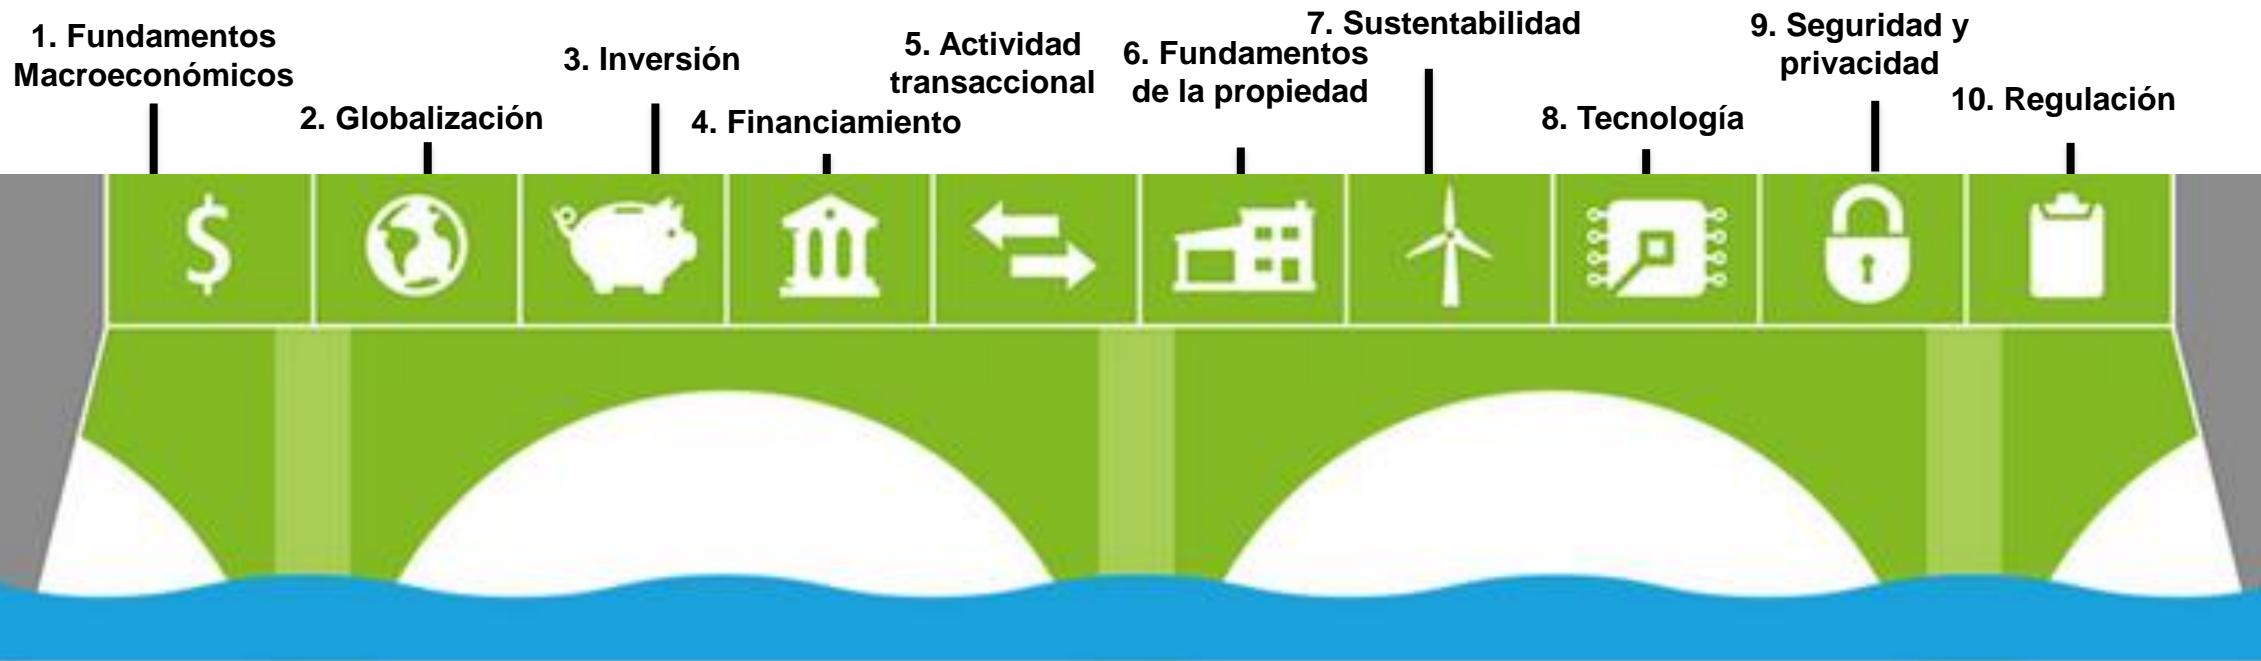 1. Fundamentos
Macroeconómicos
2. Globalización
3. Inversión
4. Financiamiento
5. Actividad
transaccional
6. Fundamentos
de la propiedad
7. Sustentabilidad
8. Tecnología
9. Seguridad y
privacidad
10. Regulación
$